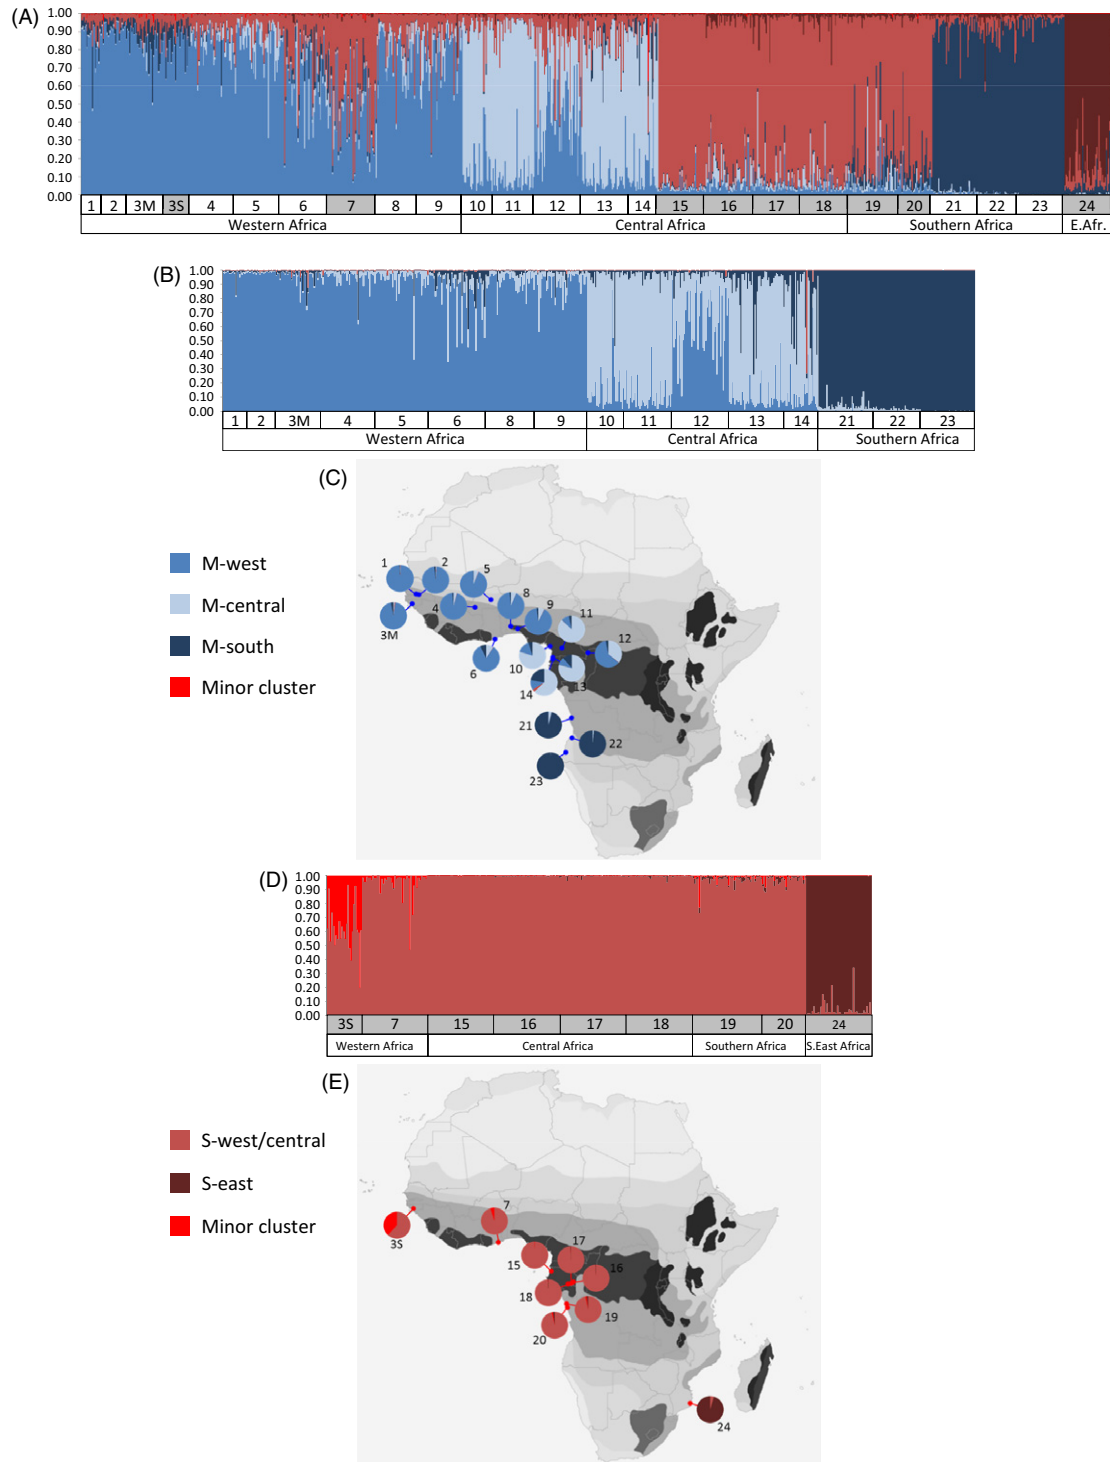 (A)
1.00
0.90
0.80
0.70
0.60
0.50
0.40
0.30
0.20
0.10
0.00
1 2 3M 3S 4 5 6 7 8 9 10 11 12 13 14 15 16 17 18 19 20 21 22 23 24
Western Africa Central Africa Southern Africa E.Afr.
(B)
1.00
0.90
0.80
0.70
0.60
0.50
0.40
0.30
0.20
0.10
0.00
1 2 3M 4 5 6 8 9 10 11 12 13 14 21 22 23
Western Africa Central Africa Southern Africa
(C)
M-west
M-central
M-south
Minor cluster
1 2 5
8
4 9 11
3M 12
6 10
13
14
21
22
23
(D)
1.00
0.90
0.80
0.70
0.60
0.50
0.40
0.30
0.20
0.10
0.00
3S 7 15 16 17 18 19 20 24
Western Africa Central Africa Southern Africa S.East Africa
(E)
S-west/central
S-east
Minor cluster
7
3S 17
15 16
18
19
20
24